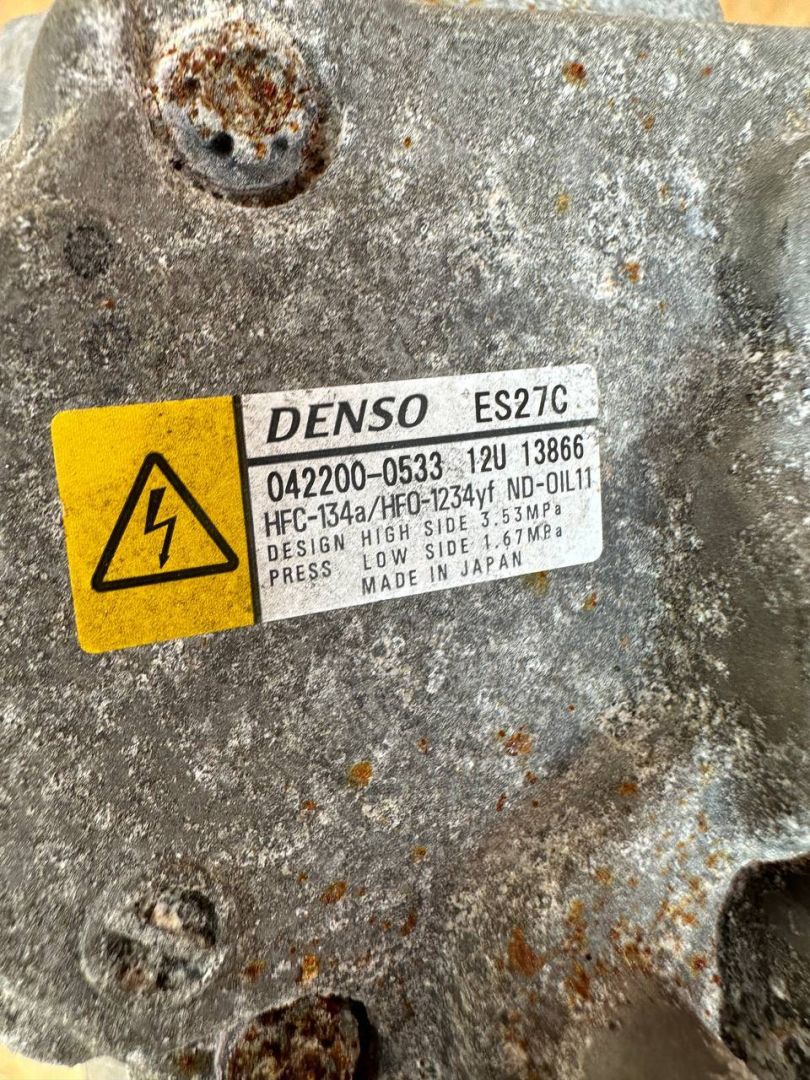 DENSO ES27C
042200-0533 12U 13866
HFC-134a/HFO-1234yf ND-OIL11
DESIGN HIGH SIDE 3.53MPa
PRESS LOW SIDE 1.67MPa
MADE IN JAPAN